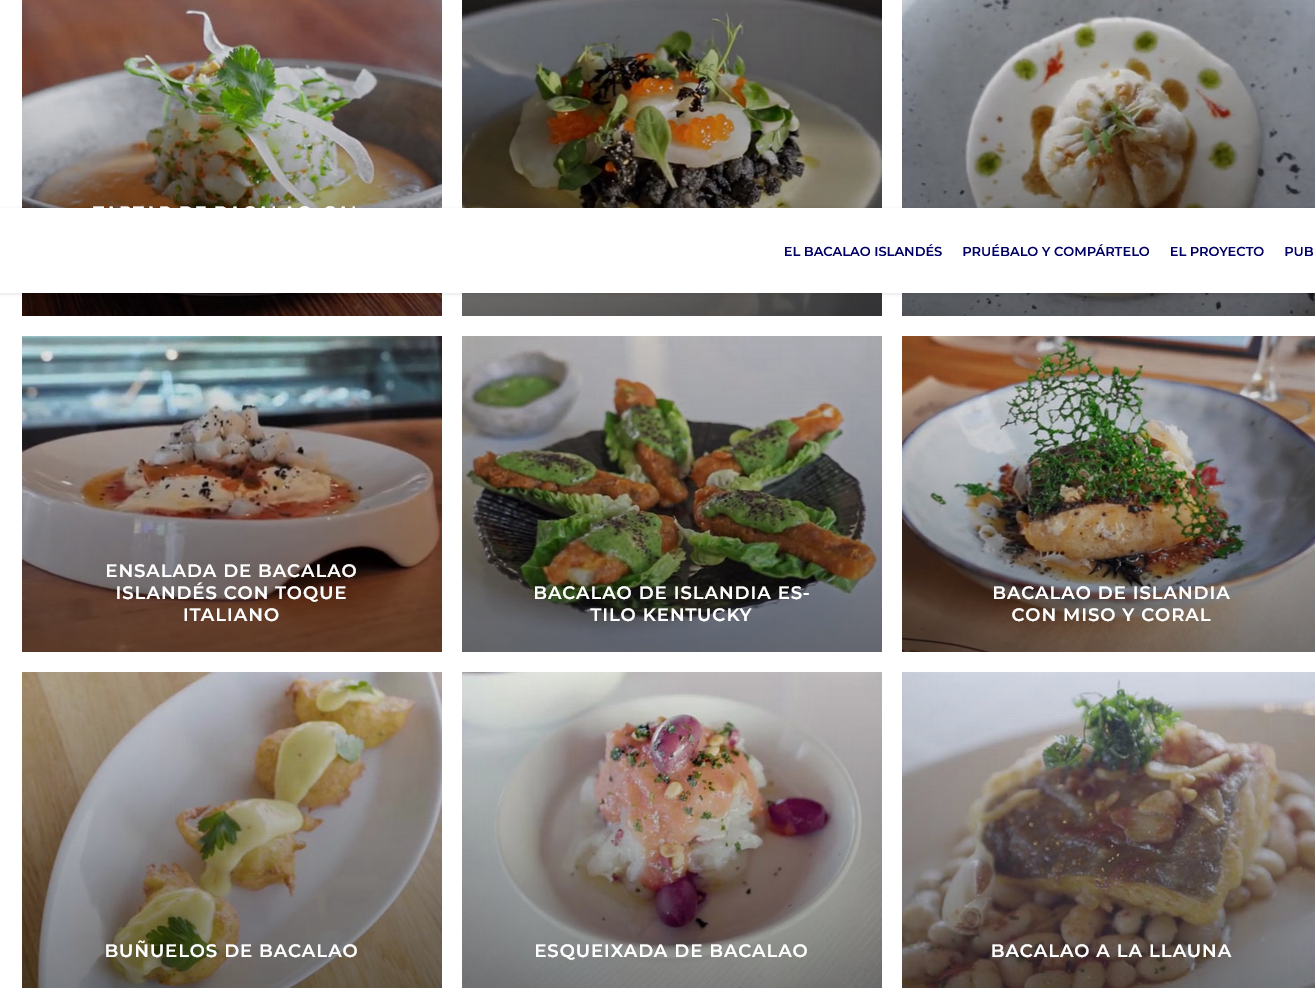 EL BACALAO ISLANDÉS PRUÉBALO Y COMPÁRTELO EL PROYECTO PUB
ENSALADA DE BACALAO
ISLANDÉS CON TOQUE
ITALIANO
BACALAO DE ISLANDIA ES-
TILO KENTUCKY
BACALAO DE ISLANDIA
CON MISO Y CORAL
BUÑUELOS DE BACALAO
ESQUEIXADA DE BACALAO
BACALAO A LA LLAUNA